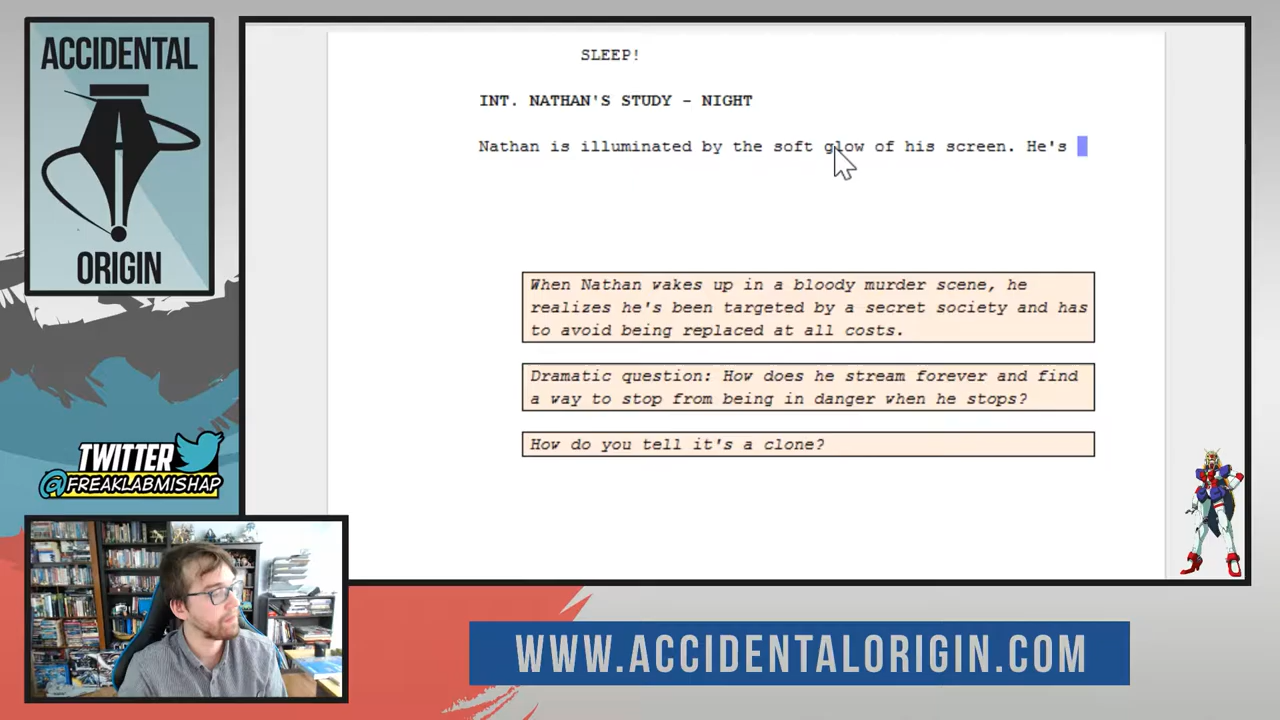 ACCIDENTAL
ORIGIN
SLEEP!
INT. NATHAN'S STUDY - NIGHT
Nathan is illuminated by the soft glow of his screen. He's
When Nathan wakes up in a bloody murder scene, he
realizes he's been targeted by a secret society and has
to avoid being replaced at all costs.
Dramatic question: How does he stream forever and find
a way to stop from being in danger when he stops?
How do you tell it's a clone?
TWITTER
@FREAKLABMISHAP
WWW.ACCIDENTALORIGIN.COM